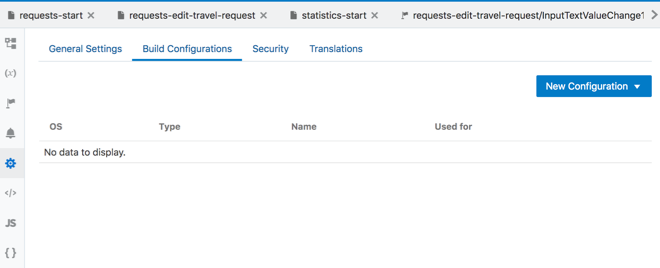 requests-start
requests-edit-travel-request
statistics-start
requests-edit-travel-request/InputTextValueChange1
General Settings
Build Configurations
Security
Translations
New Configuration
OS
Type
Name
Used for
No data to display.
(x)
</>
JS
{ }